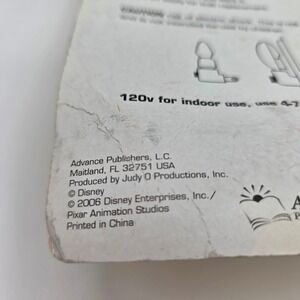 120v for indoor use, use 4-7
Advance Publishers, L.C.
Maitland, FL 32751 USA
Produced by Judy O Productions, Inc.
© Disney
© 2006 Disney Enterprises, Inc./
Pixar Animation Studios
Printed in China